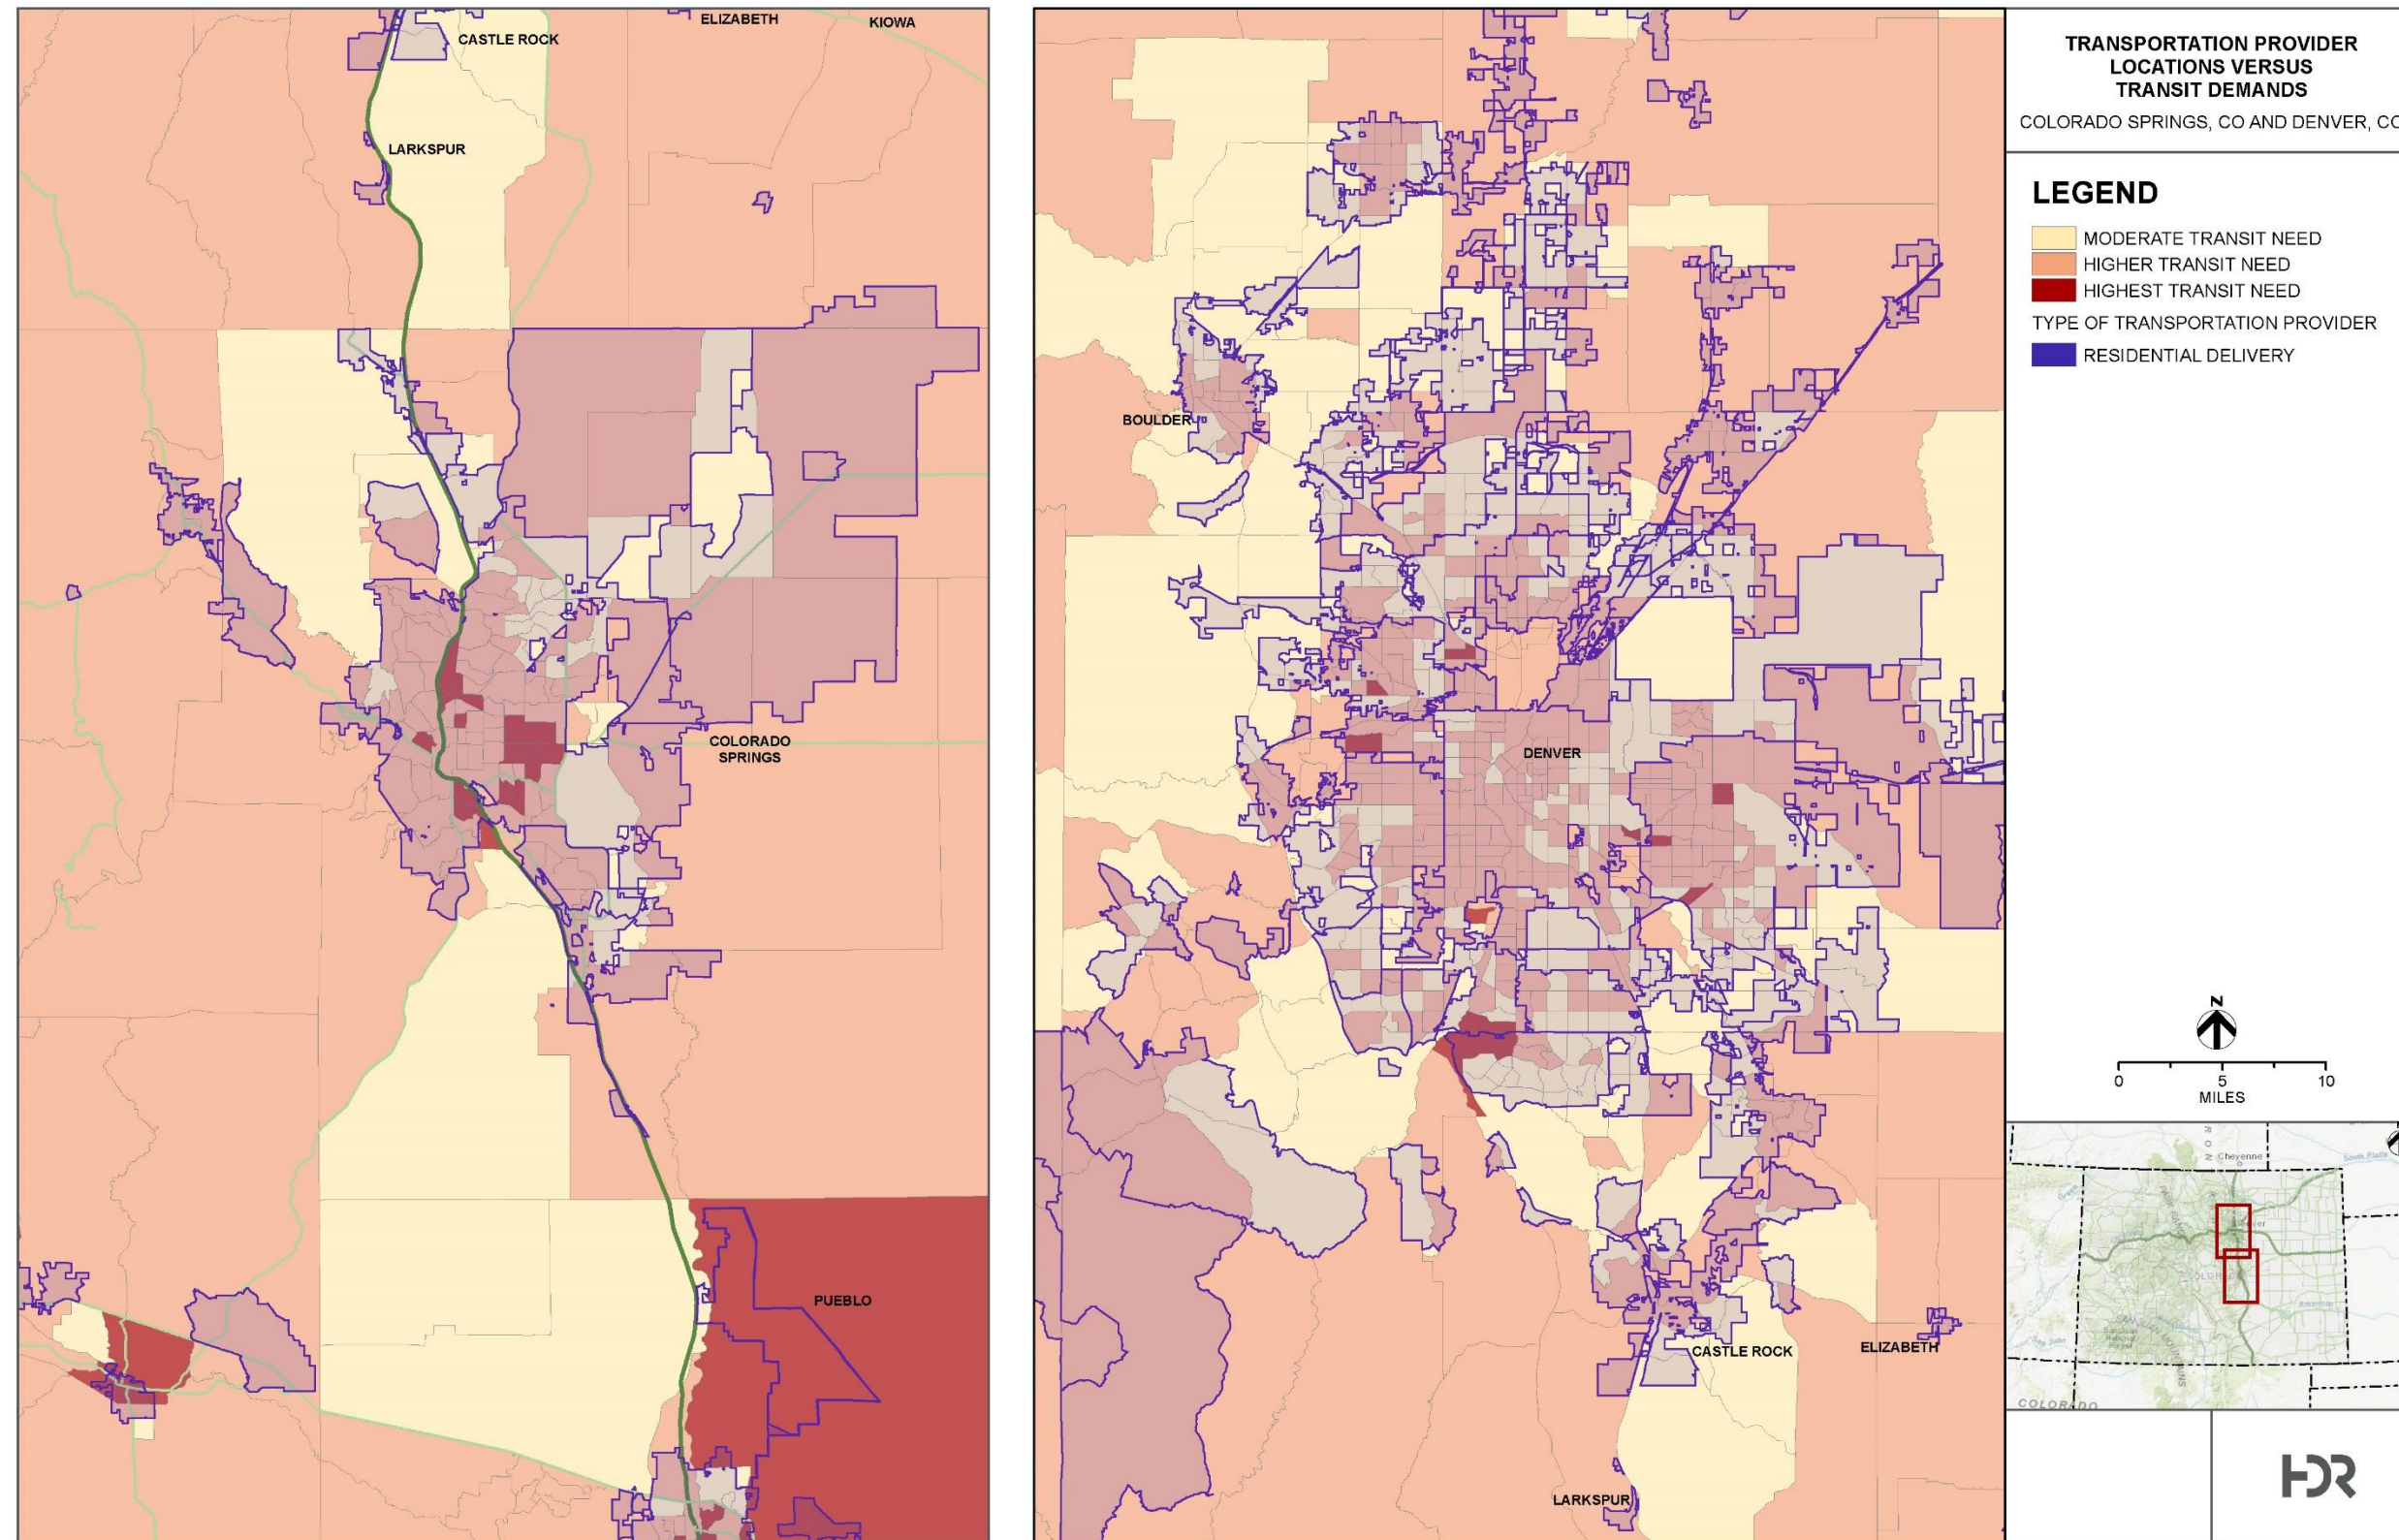 ELIZABETH
KIOWA
CASTLE ROCK
LARKSPUR
COLORADO
SPRINGS
PUEBLO
BOULDER
DENVER
CASTLE ROCK
ELIZABETH
LARKSPUR
TRANSPORTATION PROVIDER
LOCATIONS VERSUS
TRANSIT DEMANDS
COLORADO SPRINGS, CO AND DENVER, CO
LEGEND
MODERATE TRANSIT NEED
HIGHER TRANSIT NEED
HIGHEST TRANSIT NEED
TYPE OF TRANSPORTATION PROVIDER
RESIDENTIAL DELIVERY
N
0 5 10
MILES
Cheyenne
South Platte
COLORADO
HDR